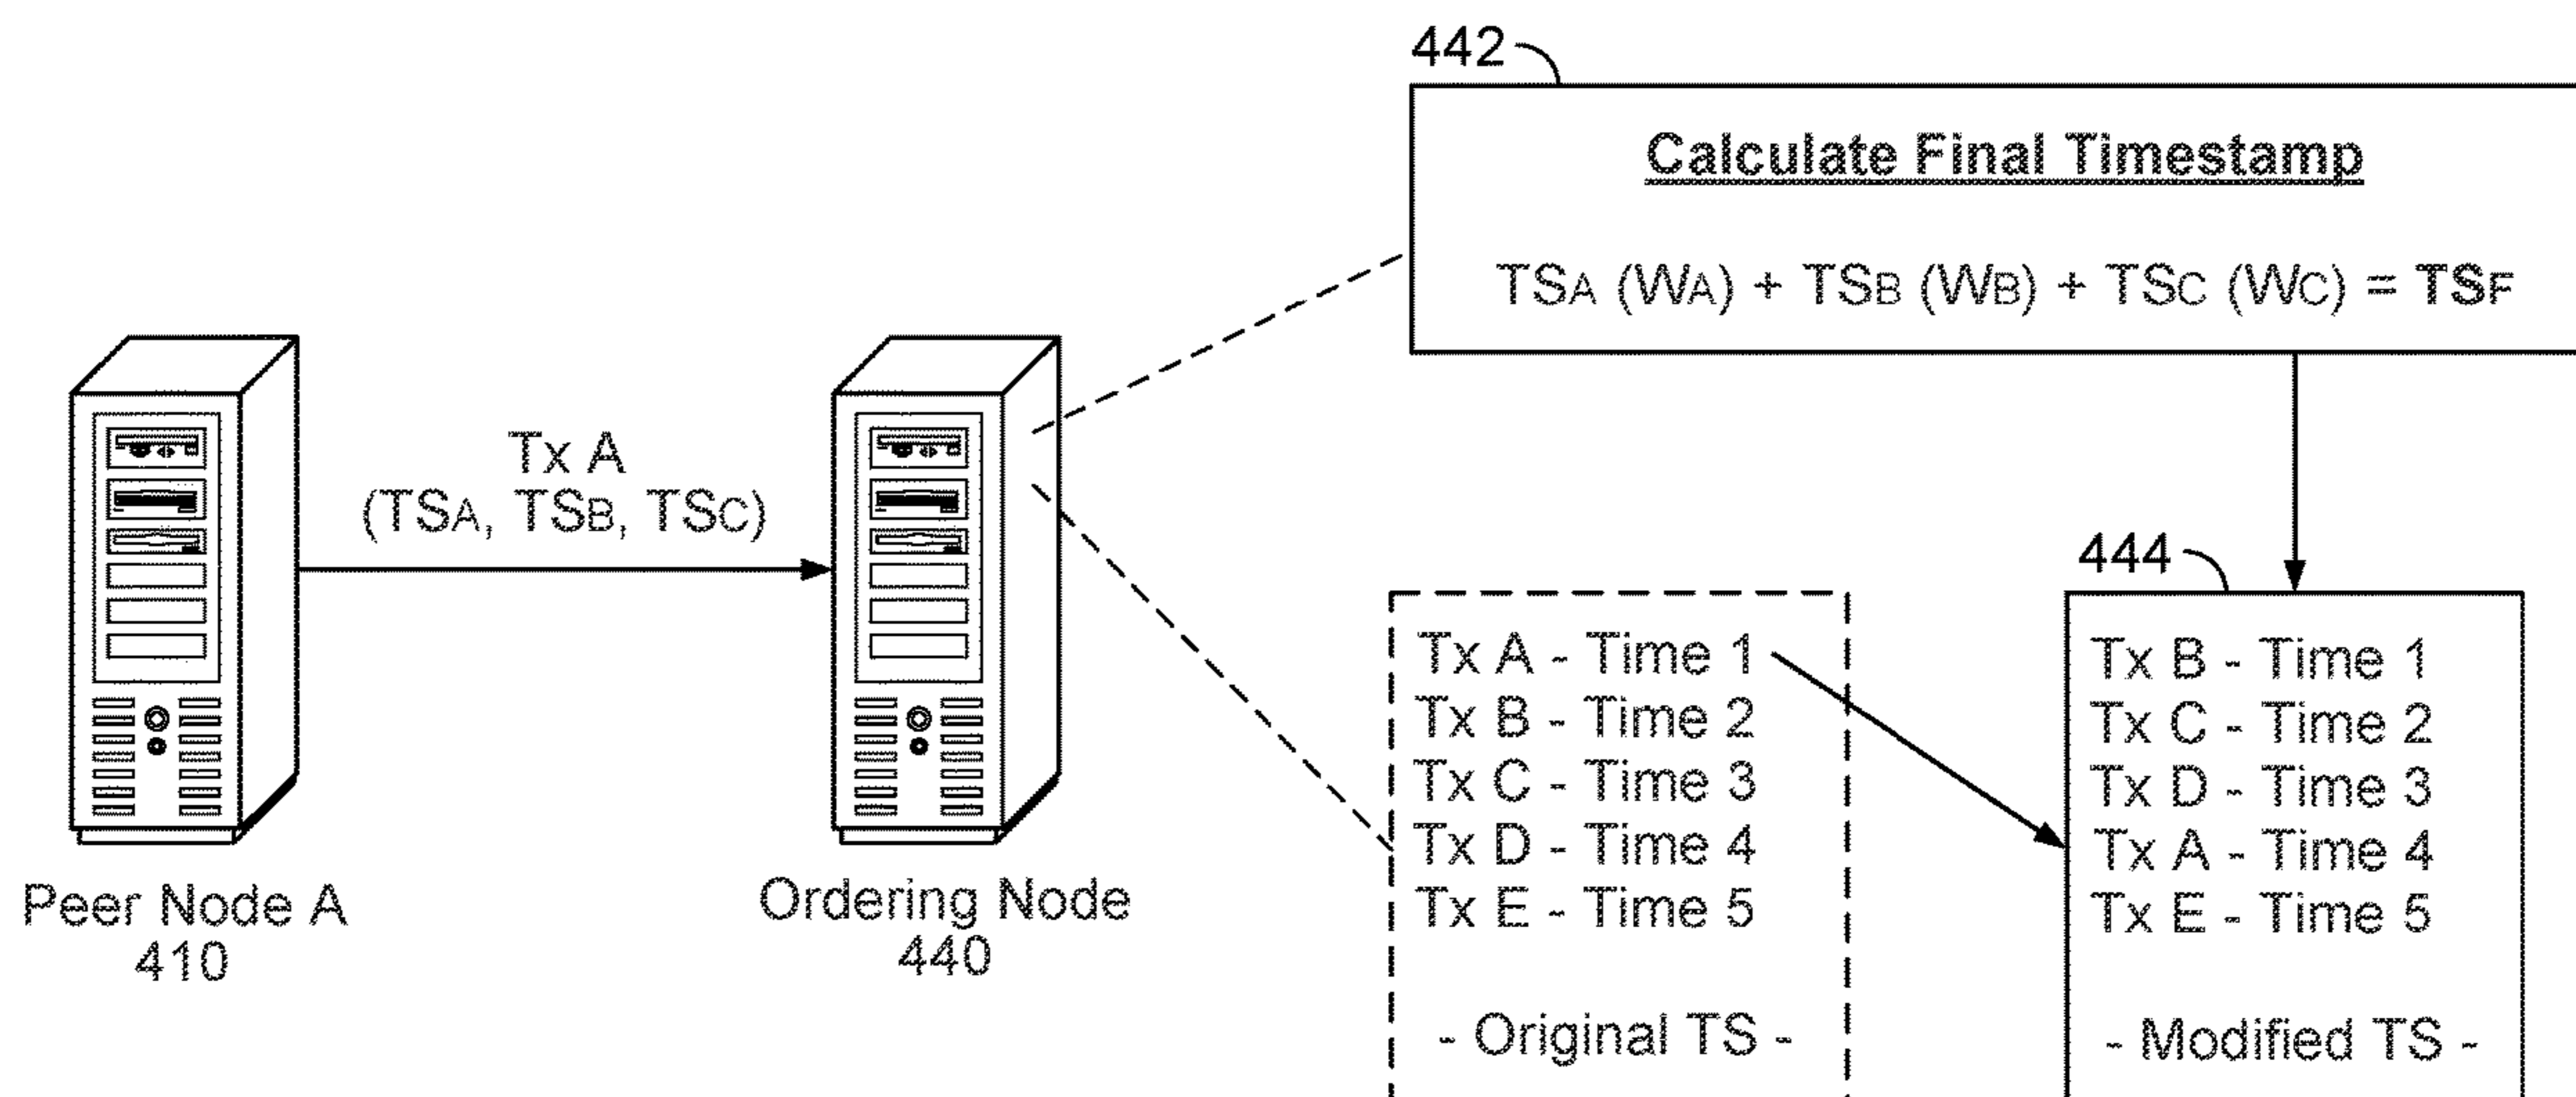 442
Calculate Final Timestamp
TSA (WA) + TSB (WB) + TSC (WC) = TSF
Tx A
(TSA, TSB, TSC)
Peer Node A
410
Ordering Node
440
Tx A - Time 1
Tx B - Time 2
Tx C - Time 3
Tx D - Time 4
Tx E - Time 5
- Original TS -
444
Tx B - Time 1
Tx C - Time 2
Tx D - Time 3
Tx A - Time 4
Tx E - Time 5
- Modified TS -